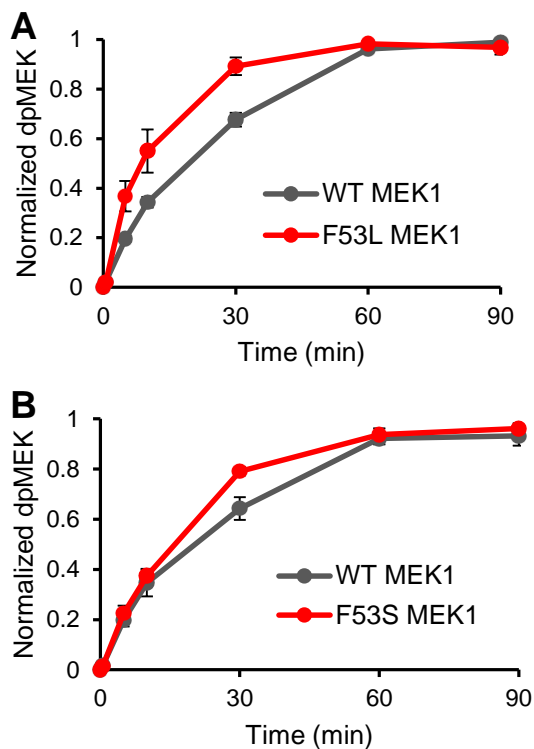 A
Normalized dpMEK
1
0.8
0.6
0.4
0.2
0
WT MEK1
F53L MEK1
0 30 60 90
Time (min)
B
Normalized dpMEK
1
0.8
0.6
0.4
0.2
0
WT MEK1
F53S MEK1
0 30 60 90
Time (min)